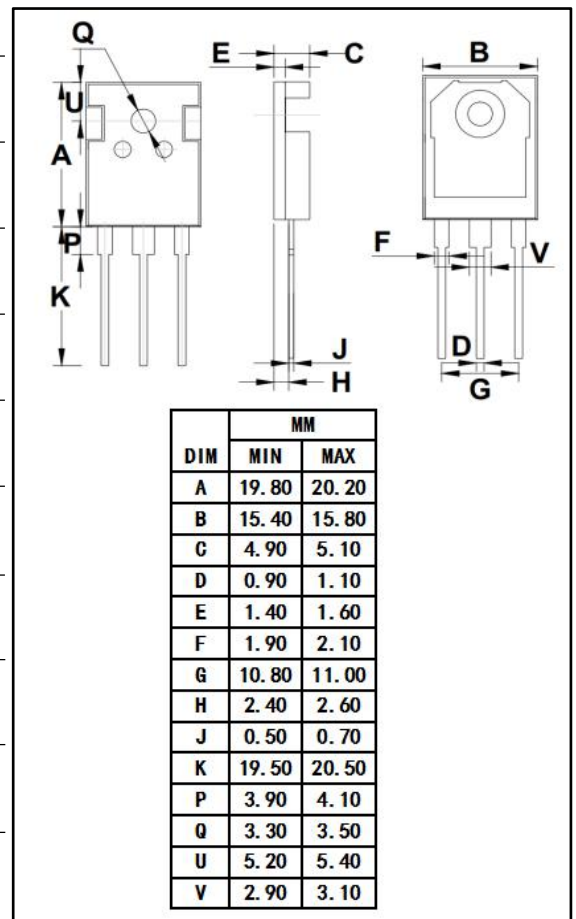 Q
E
C
B
U
A
P
K
F
V
J
H
D
G
MM
DIM MIN MAX
A 19.80 20.20
B 15.40 15.80
C 4.90 5.10
D 0.90 1.10
E 1.40 1.60
F 1.90 2.10
G 10.80 11.00
H 2.40 2.60
J 0.50 0.70
K 19.50 20.50
P 3.90 4.10
Q 3.30 3.50
U 5.20 5.40
V 2.90 3.10